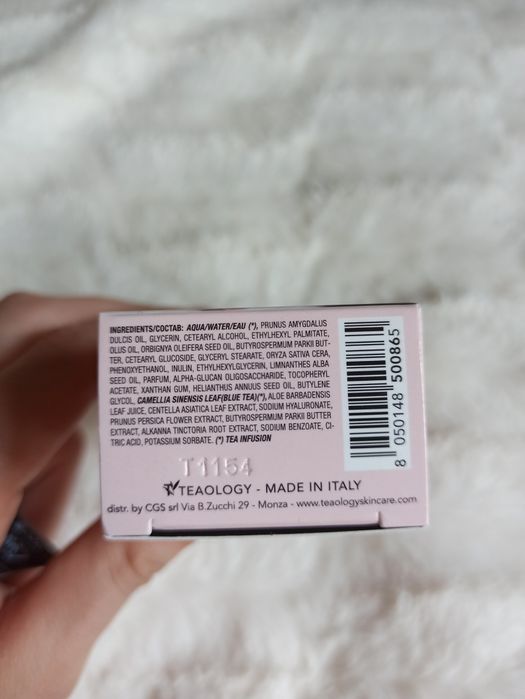 INGREDIENTS/СОСТАВ: AQUA/WATER/EAU (*), PRUNUS AMYGDALUS
DULCIS OIL, GLYCERIN, CETEARYL ALCOHOL, ETHYLHEXYL PALMITATE,
OLUS OIL, ORBIGNYA OLEIFERA SEED OIL, BUTYROSPERMUM PARKII BUT-
TER, CETEARYL GLUCOSIDE, GLYCERYL STEARATE, ORYZA SATIVA CERA,
PHENOXYETHANOL, INULIN, ETHYLHEXYLGLYCERIN, LIMNANTHES ALBA
SEED OIL, PARFUM, ALPHA-GLUCAN OLIGOSACCHARIDE, TOCOPHERYL
ACETATE, XANTHAN GUM, HELIANTHUS ANNUUS SEED OIL, BUTYLENE
GLYCOL, CAMELLIA SINENSIS LEAF(BLUE TEA)(*), ALOE BARBADENSIS
LEAF JUICE, CENTELLA ASIATICA LEAF EXTRACT, SODIUM HYALURONATE,
PRUNUS PERSICA FLOWER EXTRACT, BUTYROSPERMUM PARKII BUTTER
EXTRACT, ALKANNA TINCTORIA ROOT EXTRACT, SODIUM BENZOATE, CI-
TRIC ACID, POTASSIUM SORBATE. (*) TEA INFUSION
T1154
TEAOLOGY - MADE IN ITALY
distr. by CGS srl Via B.Zucchi 29 - Monza - www.teaologyskincare.com
8 050148 500865